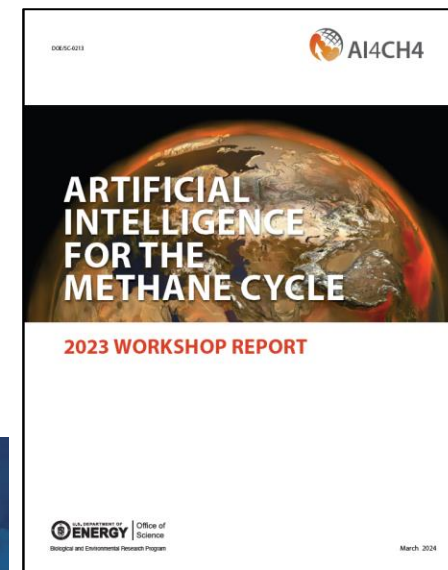 DOE/SC-0213
AI4CH4
ARTIFICIAL
INTELLIGENCE
FOR THE
METHANE CYCLE
2023 WORKSHOP REPORT
U.S. DEPARTMENT OF
ENERGY
Office of
Science
Biological and Environmental Research Program
March 2024